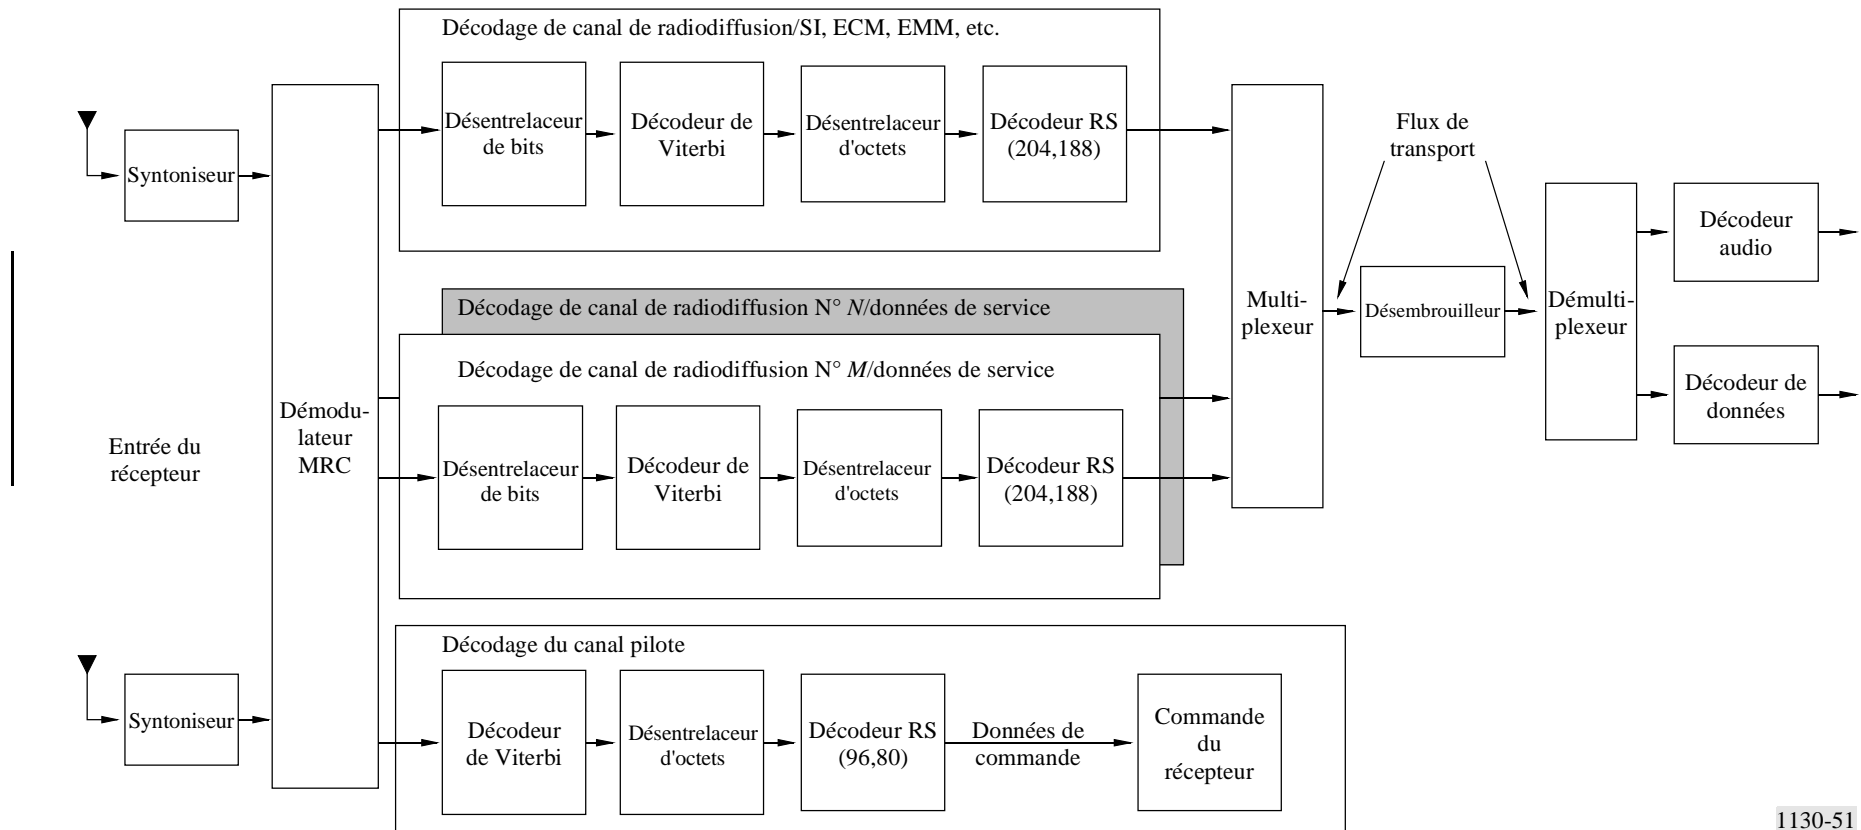 Décodage de canal de radiodiffusion/SI, ECM, EMM, etc.
Syntoniseur
Désentrelaceur
de bits
Décodeur de
Viterbi
Désentrelaceur
d'octets
Décodeur RS
(204,188)
Flux de
transport
Décodeur
audio
Décodage de canal de radiodiffusion N° N/données de service
Décodage de canal de radiodiffusion N° M/données de service
Entrée du
récepteur
Démodu-
lateur
MRC
Désentrelaceur
de bits
Décodeur de
Viterbi
Désentrelaceur
d'octets
Décodeur RS
(204,188)
Multi-
plexeur
Désembrouilleur
Démulti-
plexeur
Décodeur de
données
Décodage du canal pilote
Syntoniseur
Décodeur
de Viterbi
Désentrelaceur
d'octets
Décodeur RS
(96,80)
Données de
commande
Commande
du
récepteur
1130-51